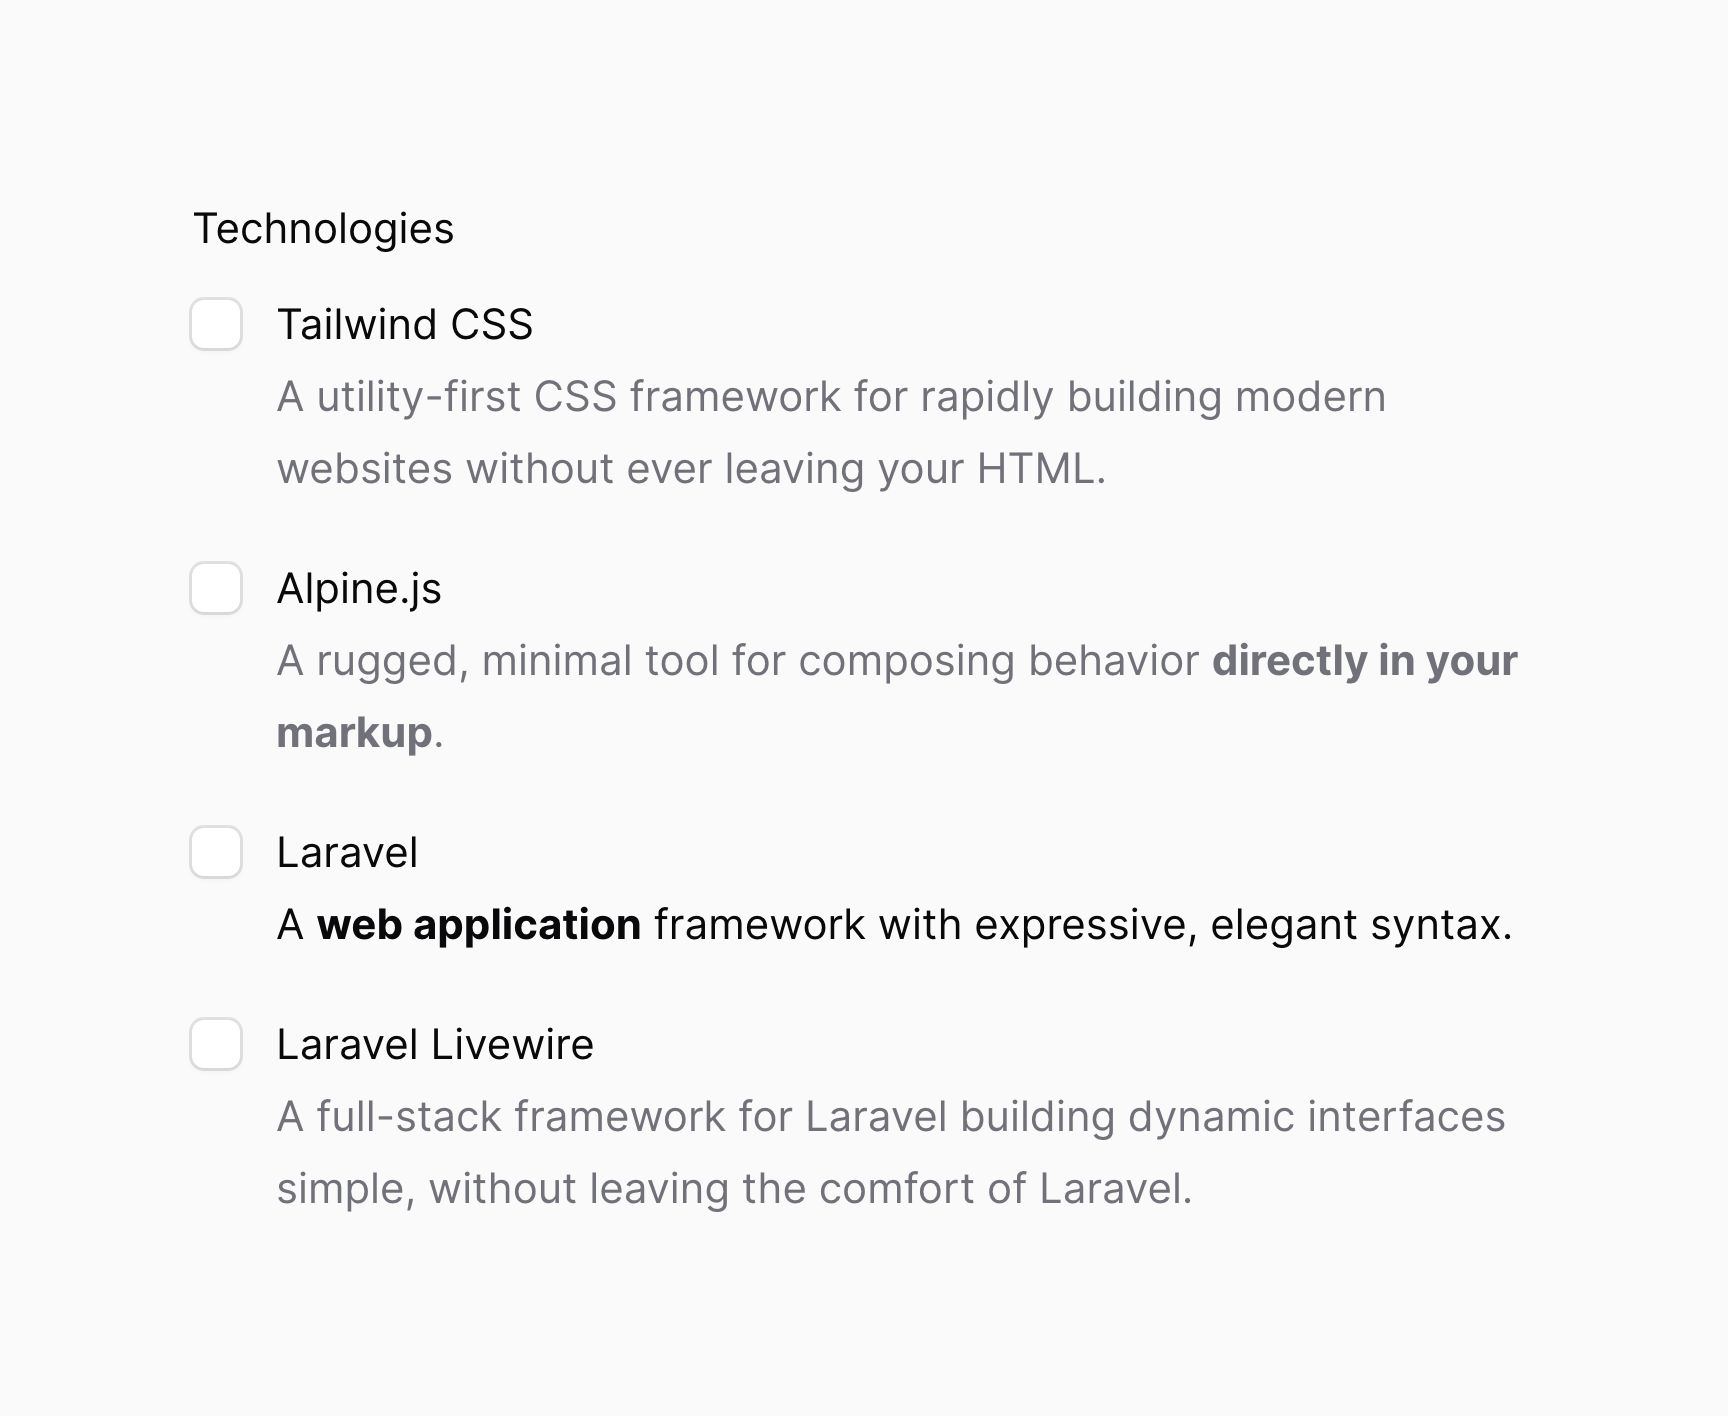 Technologies
Tailwind CSS
A utility-first CSS framework for rapidly building modern
websites without ever leaving your HTML.
Alpine.js
A rugged, minimal tool for composing behavior directly in your
markup.
Laravel
A web application framework with expressive, elegant syntax.
Laravel Livewire
A full-stack framework for Laravel building dynamic interfaces
simple, without leaving the comfort of Laravel.